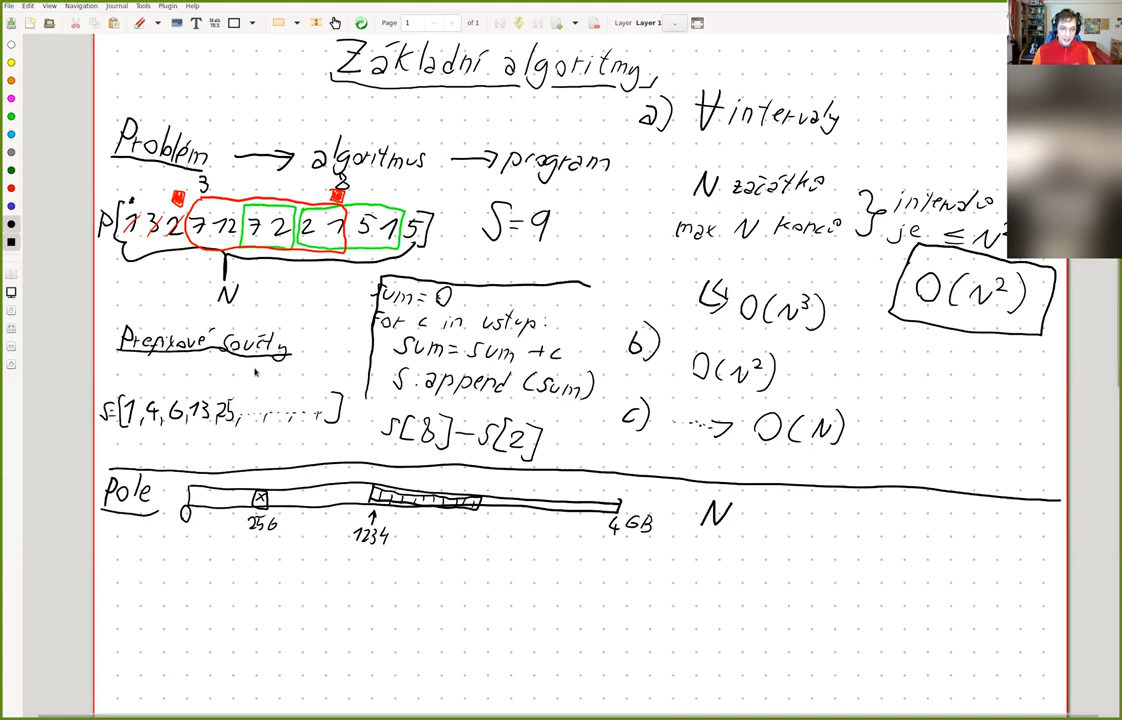 File Edit View Navigation Journal Tools Plugin Help
Page 1 of 1 Layer Layer 1
Základní algoritmy
Problém → algoritmus → program
3 8
P[1 3 2 7 12 7 2 2 1 5 1 5] S=9
N
a) ∀ intervaly
N začátků
max N konců } intervalů
je ≤ N²
↳ O(N³) O(N²)
b) O(N²)
c) ...→ O(N)
Prefixové součty
s=[1,4,6,13,25, ........]
sum=0
For c in vstup:
sum=sum+c
s.append(sum)
s[8]-s[2]
Pole
0 x 256 1234 4 GB N